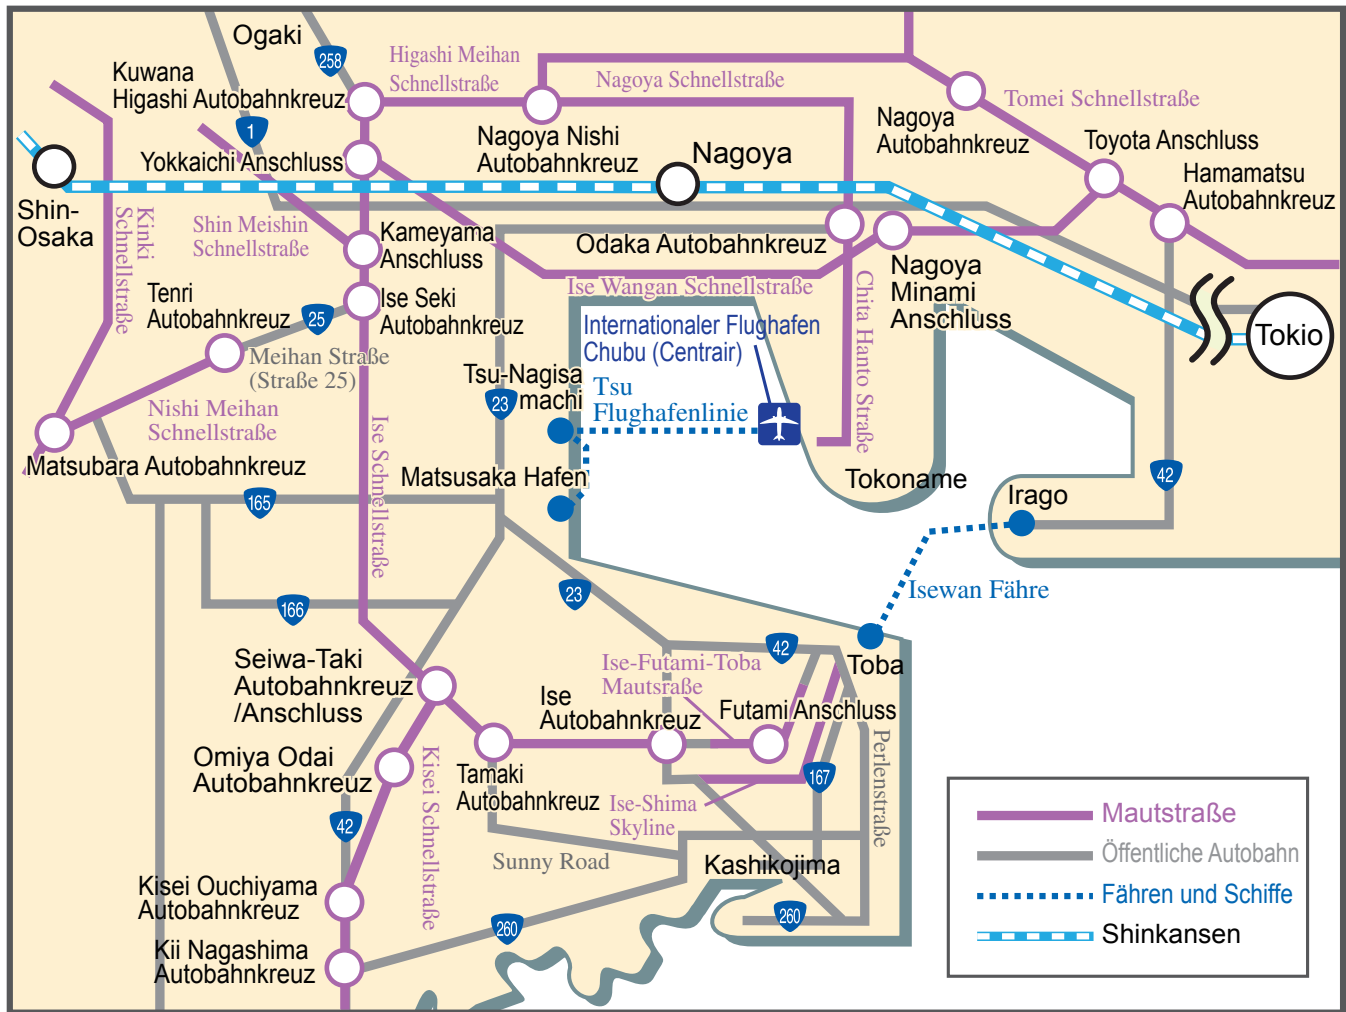 Ogaki
258
Higashi Meihan
Schnellstraße
Nagoya Schnellstraße
Kuwana
Higashi Autobahnkreuz
1
Nagoya Nishi
Autobahnkreuz
Nagoya
Nagoya
Autobahnkreuz
Tomei Schnellstraße
Toyota Anschluss
Hamamatsu
Autobahnkreuz
Yokkaichi Anschluss
Shin-
Osaka
Kinki
Schnellstraße
Shin Meishin
Schnellstraße
Kameyama
Anschluss
Odaka Autobahnkreuz
Nagoya
Minami
Anschluss
Ise Wangan Schnellstraße
Tenri
Autobahnkreuz
25
Ise Seki
Autobahnkreuz
Meihan Straße
(Straße 25)
Internationaler Flughafen
Chubu (Centrair)
Chita Hanto Straße
Tokio
Tsu-Nagisa
machi
23
Tsu
Flughafenlinie
Nishi Meihan
Schnellstraße
Ise Schnellstraße
Matsubara Autobahnkreuz
Matsusaka Hafen
Tokoname
42
Irago
165
166
23
Isewan Fähre
Seiwa-Taki
Autobahnkreuz
/Anschluss
Ise-Futami-Toba
Mautsraße
42
Toba
Ise
Autobahnkreuz
Futami Anschluss
Omiya Odai
Autobahnkreuz
Kisei Schnellstraße
Tamaki
Autobahnkreuz
Ise-Shima
Skyline
167
Perlenstraße
42
Sunny Road
Kashikojima
Kisei Ouchiyama
Autobahnkreuz
260
260
Kii Nagashima
Autobahnkreuz
Mautstraße
Öffentliche Autobahn
Fähren und Schiffe
Shinkansen